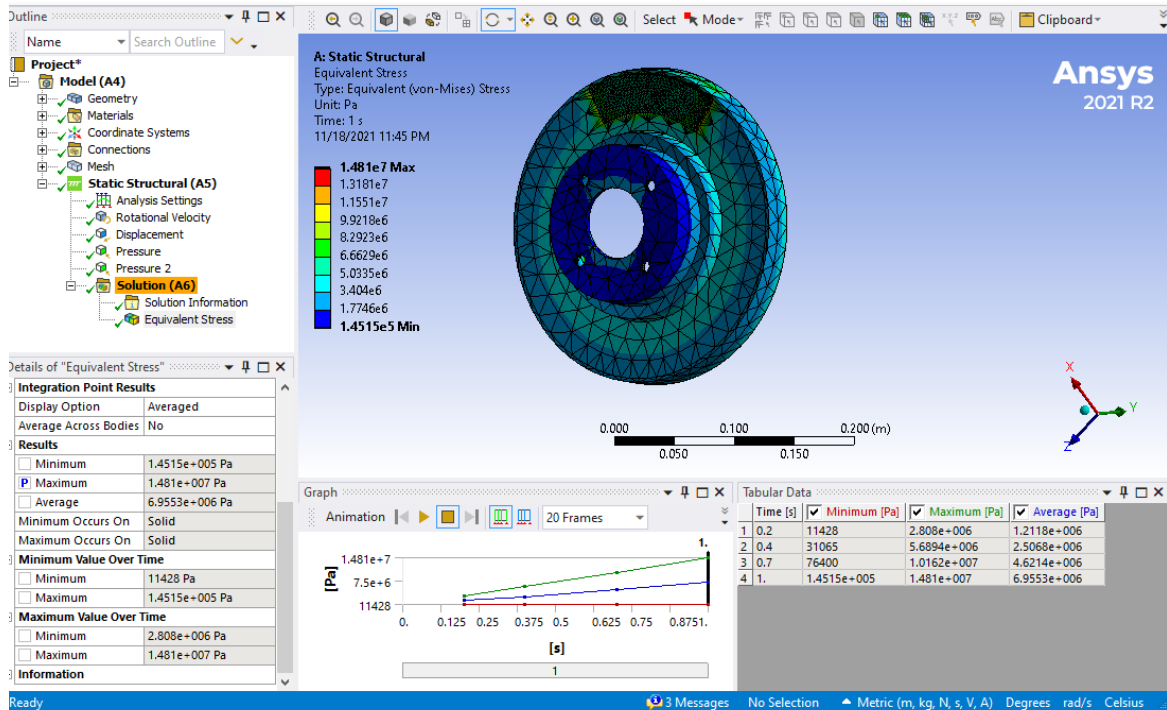 Outline
Name
Search Outline
Project*
Model (A4)
Geometry
Materials
Coordinate Systems
Connections
Mesh
Static Structural (A5)
Analysis Settings
Rotational Velocity
Displacement
Pressure
Pressure 2
Solution (A6)
Solution Information
Equivalent Stress
Details of "Equivalent Stress"
Integration Point Results
Display Option Averaged
Average Across Bodies No
Results
Minimum 1.4515e+005 Pa
P Maximum 1.481e+007 Pa
Average 6.9553e+006 Pa
Minimum Occurs On Solid
Maximum Occurs On Solid
Minimum Value Over Time
Minimum 11428 Pa
Maximum 1.4515e+005 Pa
Maximum Value Over Time
Minimum 2.808e+006 Pa
Maximum 1.481e+007 Pa
Information
Select Mode
Clipboard
A: Static Structural
Equivalent Stress
Type: Equivalent (von-Mises) Stress
Unit: Pa
Time: 1 s
11/18/2021 11:45 PM
1.481e7 Max
1.3181e7
1.1551e7
9.9218e6
8.2923e6
6.6629e6
5.0335e6
3.404e6
1.7746e6
1.4515e5 Min
Ansys
2021 R2
0.000 0.100 0.200 (m)
0.050 0.150
X
Y
Z
Graph
Animation 20 Frames
1.
1.481e+7
7.5e+6
11428
[Pa]
0. 0.125 0.25 0.375 0.5 0.625 0.75 0.8751.
[s]
1
Tabular Data
Time [s] Minimum [Pa] Maximum [Pa] Average [Pa]
1 0.2 11428 2.808e+006 1.2118e+006
2 0.4 31065 5.6894e+006 2.5068e+006
3 0.7 76400 1.0162e+007 4.6214e+006
4 1. 1.4515e+005 1.481e+007 6.9553e+006
Ready
3 Messages No Selection Metric (m, kg, N, s, V, A) Degrees rad/s Celsius